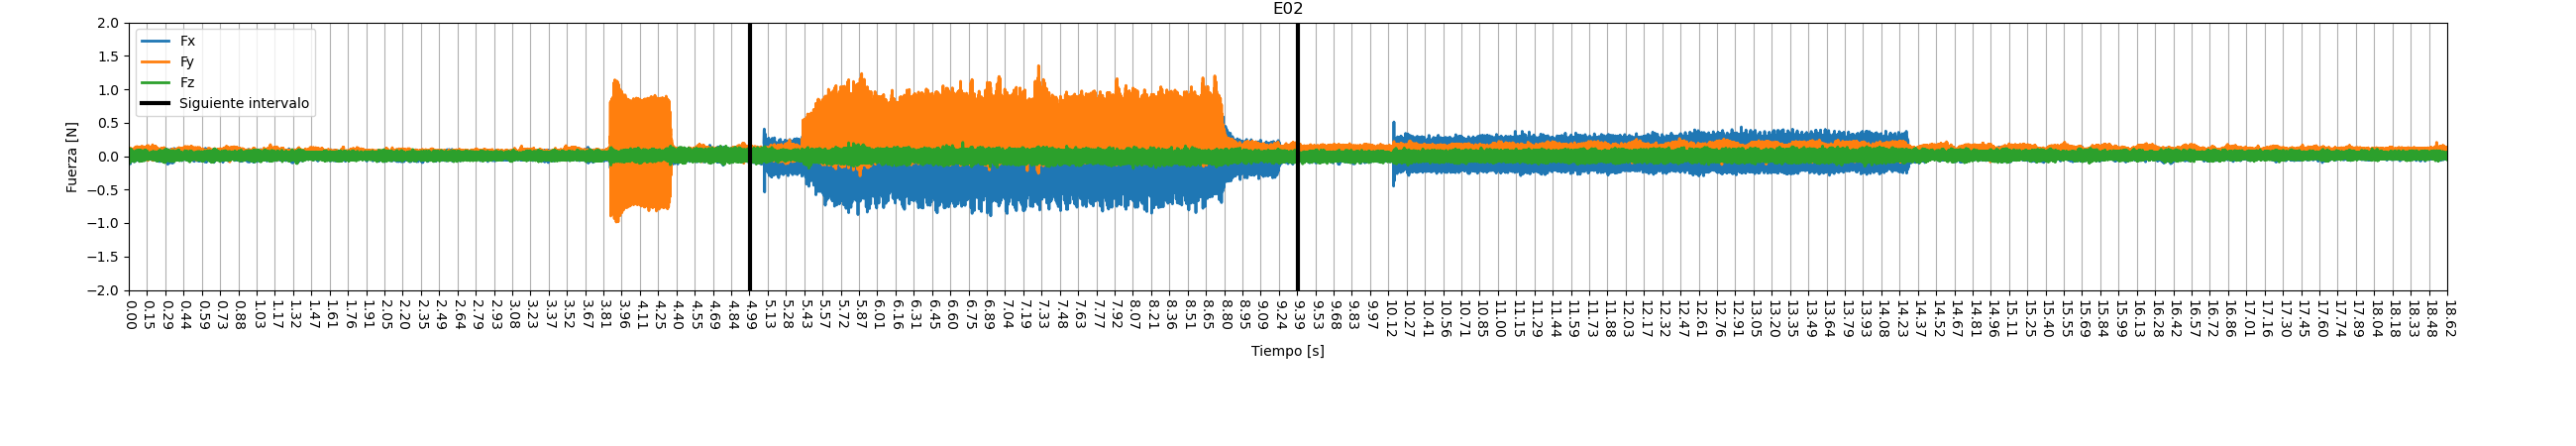 E02
2.0
1.5
1.0
0.5
0.0
−0.5
−1.0
−1.5
−2.0
Fuerza [N]
Fx
Fy
Fz
Siguiente intervalo
0.00 0.15 0.29 0.44 0.59 0.73 0.88 1.03 1.17 1.32 1.47 1.61 1.76 1.91 2.05 2.20 2.35 2.49 2.64 2.79 2.93 3.08 3.23 3.37 3.52 3.67 3.81 3.96 4.11 4.25 4.40 4.55 4.69 4.84 4.99 5.13 5.28 5.43 5.57 5.72 5.87 6.01 6.16 6.31 6.45 6.60 6.75 6.89 7.04 7.19 7.33 7.48 7.63 7.77 7.92 8.07 8.21 8.36 8.51 8.65 8.80 8.95 9.09 9.24 9.39 9.53 9.68 9.83 9.97 10.12 10.27 10.41 10.56 10.71 10.85 11.00 11.15 11.29 11.44 11.59 11.73 11.88 12.03 12.17 12.32 12.47 12.61 12.76 12.91 13.05 13.20 13.35 13.49 13.64 13.79 13.93 14.08 14.23 14.37 14.52 14.67 14.81 14.96 15.11 15.25 15.40 15.55 15.69 15.84 15.99 16.13 16.28 16.42 16.57 16.72 16.86 17.01 17.16 17.30 17.45 17.60 17.74 17.89 18.04 18.18 18.33 18.48 18.62
Tiempo [s]